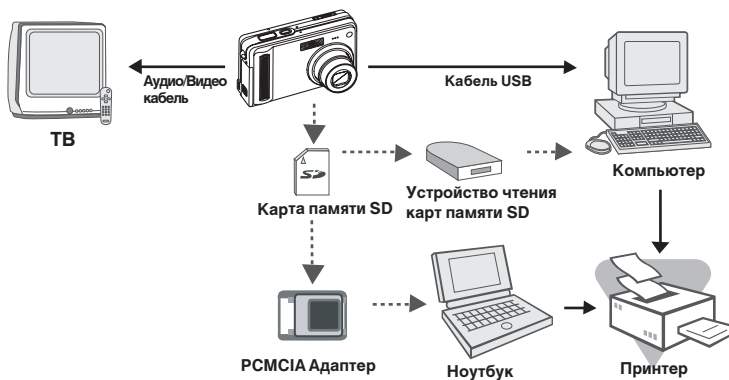 Аудио/Видео
кабель
Кабель USB
ТВ
SD
Компьютер
Карта памяти SD
Устройство чтения
карт памяти SD
PCMCIA Адаптер
Ноутбук
Принтер